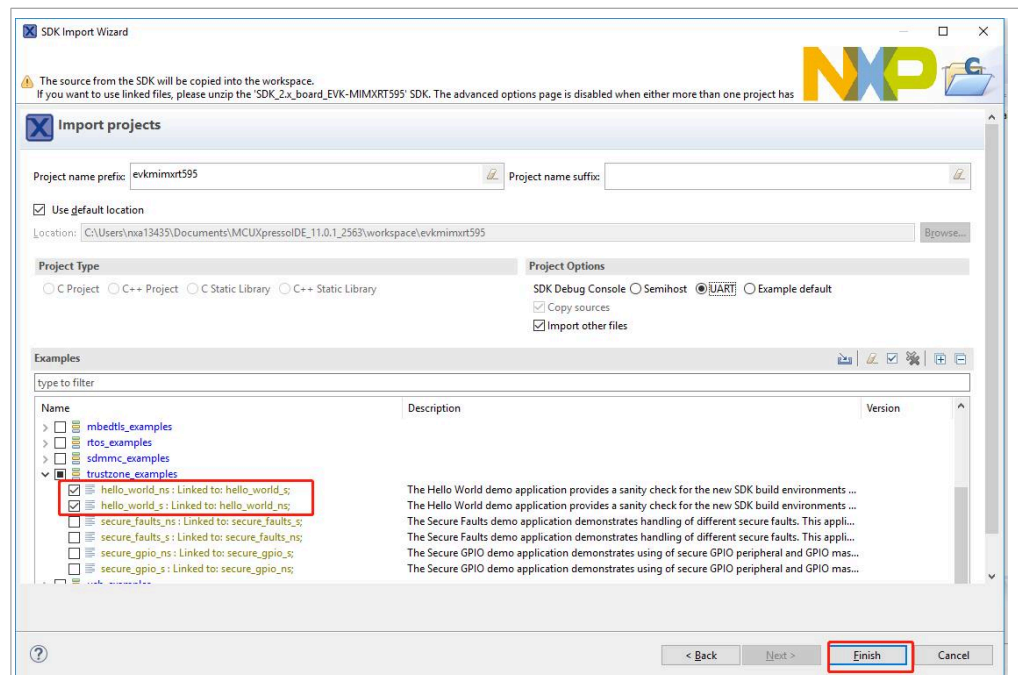 SDK Import Wizard
The source from the SDK will be copied into the workspace.
If you want to use linked files, please unzip the 'SDK_2.x_board_EVK-MIMXRT595' SDK. The advanced options page is disabled when either more than one project has
NXP
Import projects
Project name prefix: evkmimxrt595 Project name suffix:
Use default location
Location: C:\Users\nxa13435\Documents\MCUXpressoIDE_11.0.1_2563\workspace\evkmimxrt595 Browse...
Project Type Project Options
C Project C++ Project C Static Library C++ Static Library SDK Debug Console Semihost UART Example default
Copy sources
Import other files
Examples
type to filter
Name Description Version
mbedtls_examples
rtos_examples
sdmmc_examples
trustzone_examples
hello_world_ns : Linked to: hello_world_s; The Hello World demo application provides a sanity check for the new SDK build environments ...
hello_world_s : Linked to: hello_world_ns; The Hello World demo application provides a sanity check for the new SDK build environments ...
secure_faults_ns : Linked to: secure_faults_s; The Secure Faults demo application demonstrates handling of different secure faults. This appli...
secure_faults_s : Linked to: secure_faults_ns; The Secure Faults demo application demonstrates handling of different secure faults. This appli...
secure_gpio_ns : Linked to: secure_gpio_s; The Secure GPIO demo application demonstrates using of secure GPIO peripheral and GPIO mas...
secure_gpio_s : Linked to: secure_gpio_ns; The Secure GPIO demo application demonstrates using of secure GPIO peripheral and GPIO mas...
< Back Next > Finish Cancel